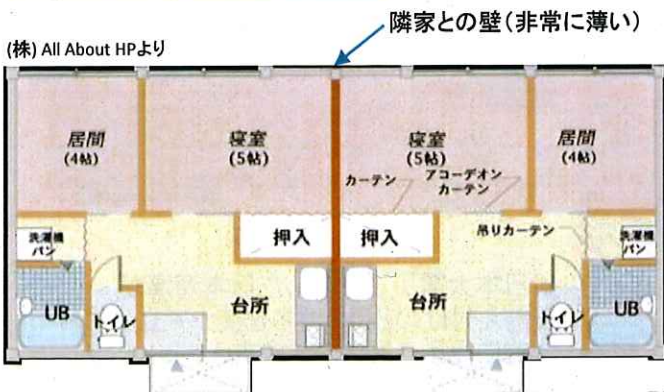 隣家との壁(非常に薄い)
(株) All About HPより
居間
(4帖)
寝室
(5帖)
寝室
(5帖)
居間
(4帖)
カーテン
アコーデオン
カーテン
吊りカーテン
洗濯機
パン
押入
押入
洗濯機
パン
UB
トイレ
台所
台所
トイレ
UB